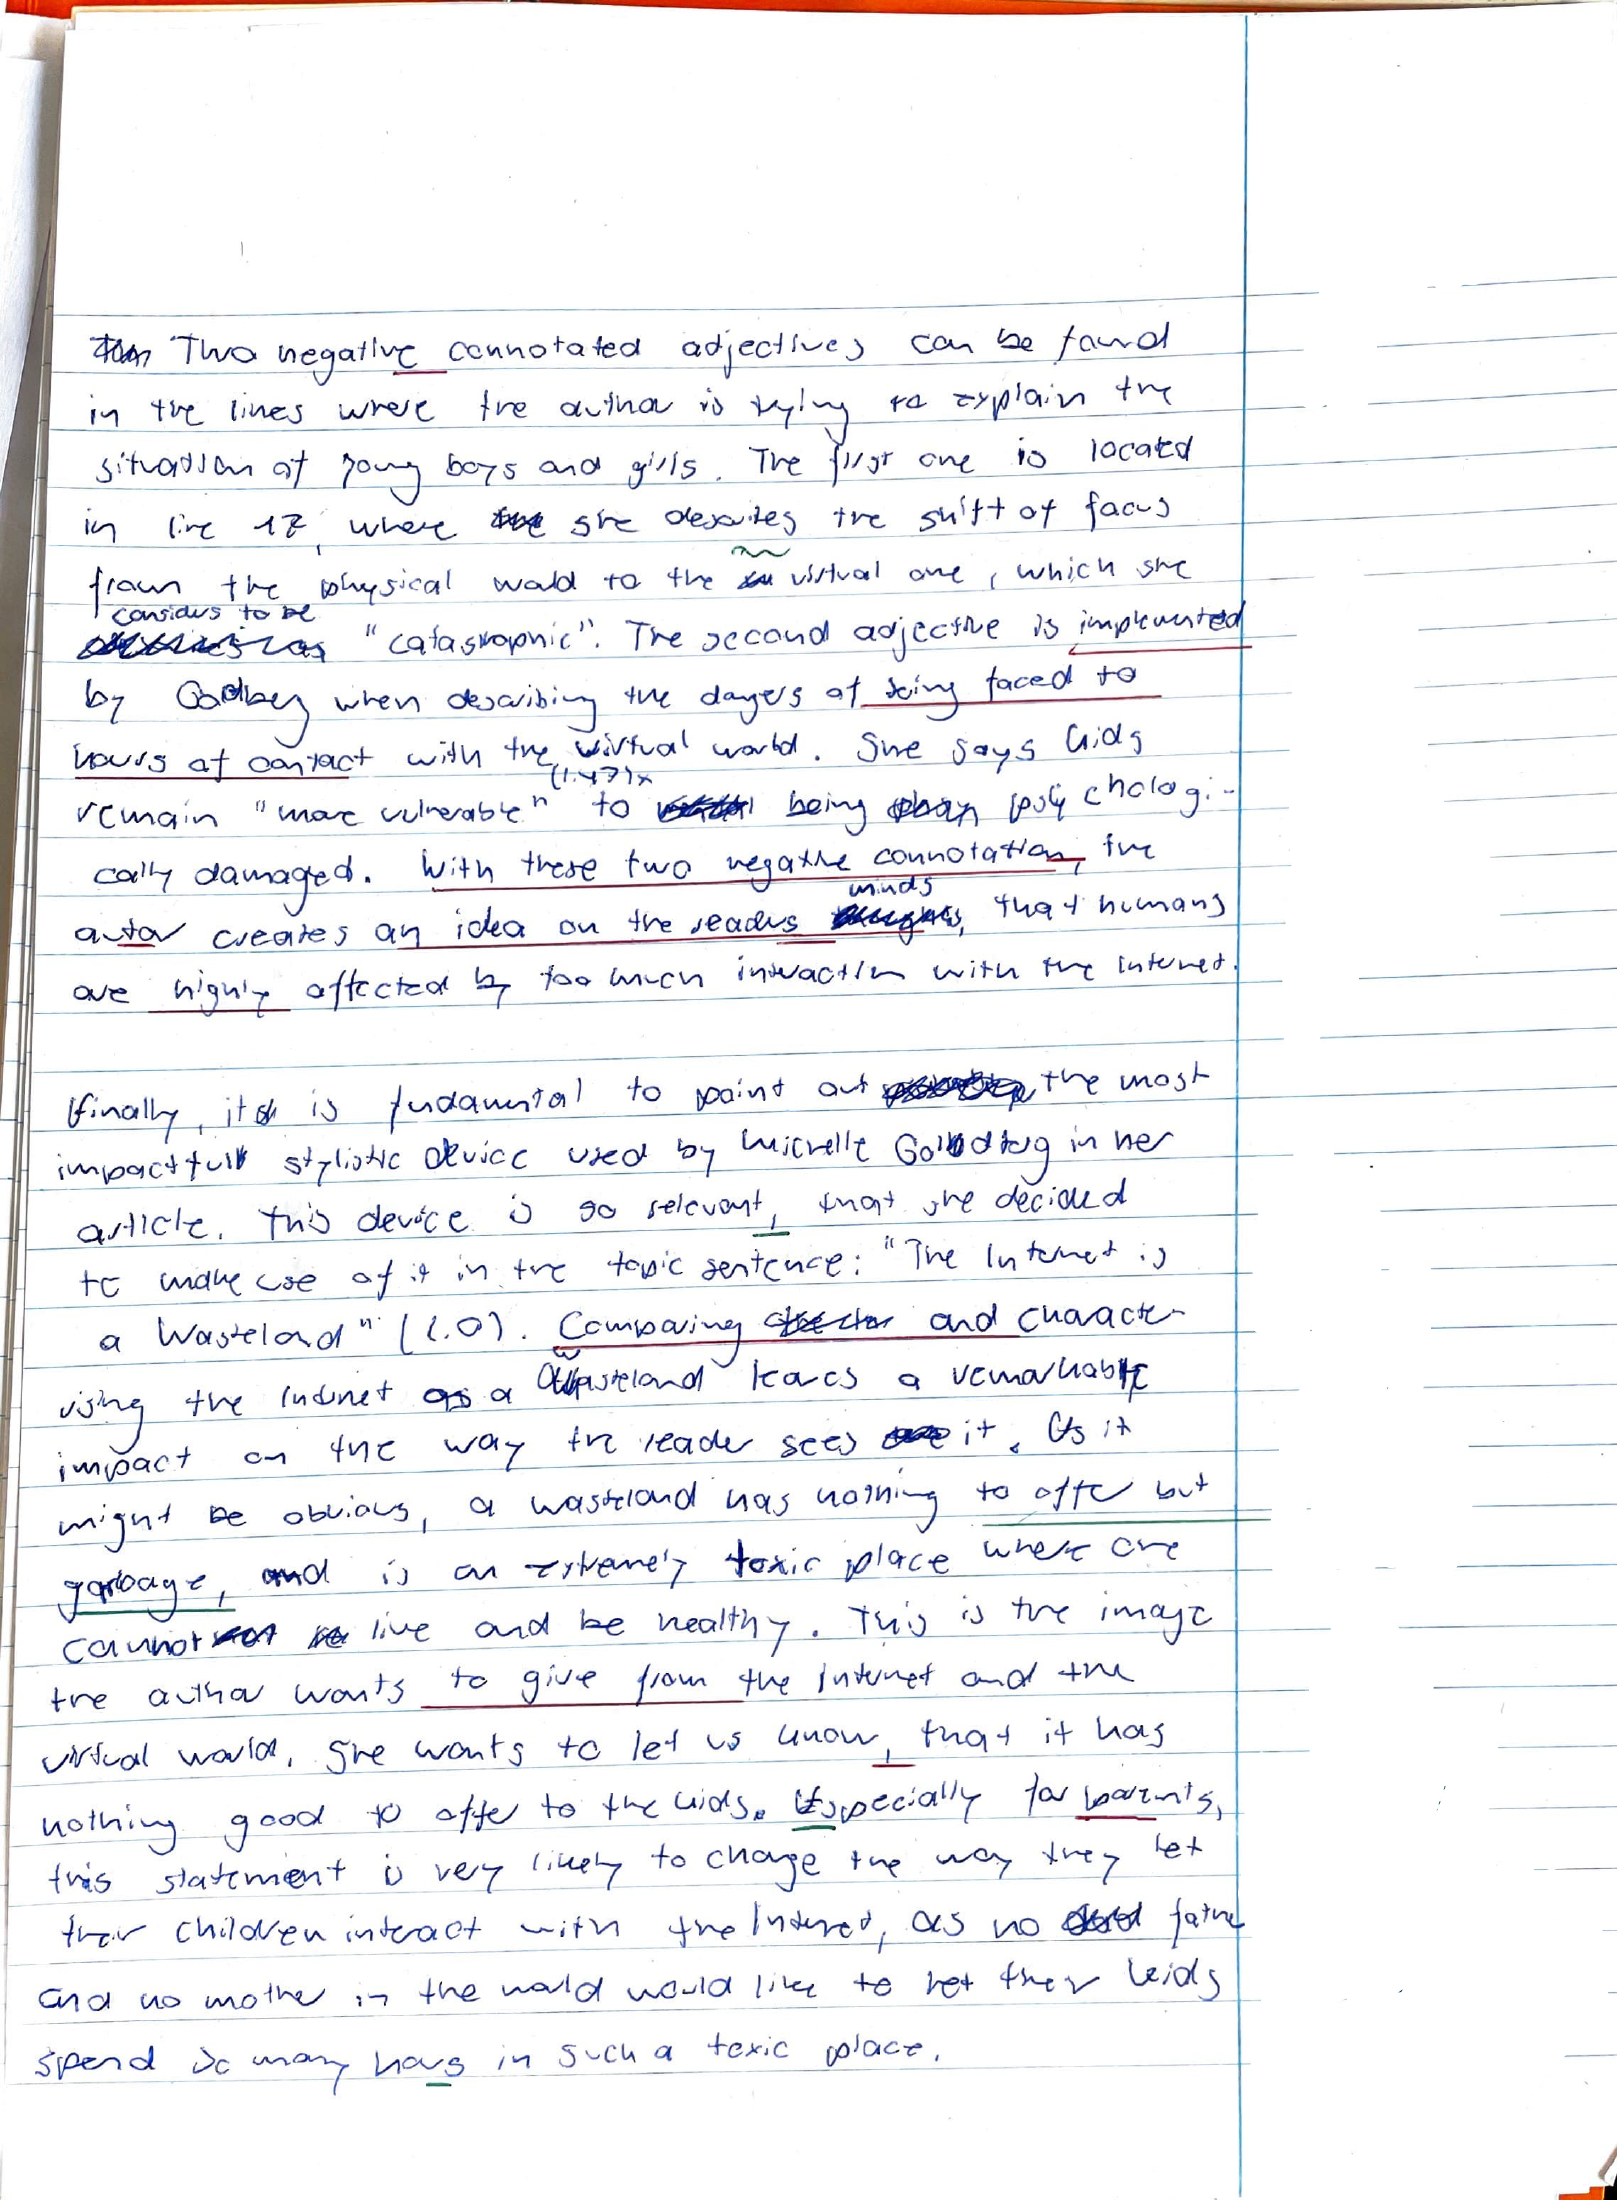 Two negative connotated adjectives can be found
in the lines where the author is trying to explain the
situation of young boys and girls. The first one is located
in line 17, where she describes the shift of focus
from the physical world to the virtual one, which she
considers to be
"catastrophic". The second adjective is implemented
by Goldberg when describing the dangers of being faced to
hours of contact with the virtual world. She says kids
(l.47)x
remain "more vulnerable" to being psychologi-
cally damaged. With these two negative connotation, the
minds
autor creates an idea on the readers that humans
are highly affected by too much interaction with the internet.
Finally, it is fundamental to point out the most
impactfull stylistic device used by Michelle Goldberg in her
article. This device is so relevant, that she decided
to make use of it in the topic sentence: "The Internet is
a Wasteland" (l.0). Comparing and character-
rising the Internet as a wasteland leaves a remarkable
impact on the way the reader sees it. As it
might be obvious, a wasteland has nothing to offer but
garbage, and is an extremely toxic place where one
cannot live and be healthy. This is the image
the author wants to give from the Internet and the
virtual world. She wants to let us know, that it has
nothing good to offer to the kids. Especially for parents,
this statement is very likely to change the way they let
their children interact with the Internet, as no father
and no mother in the world would like to let their kids
spend so many hours in such a toxic place.